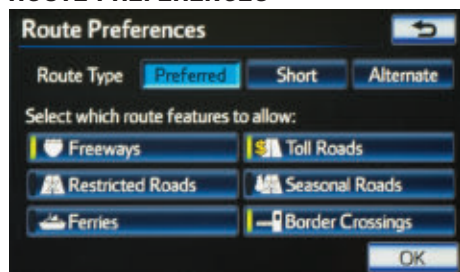 Route Preferences
Route Type Preferred Short Alternate
Select which route features to allow:
Freeways $ Toll Roads
Restricted Roads Seasonal Roads
Ferries Border Crossings
OK